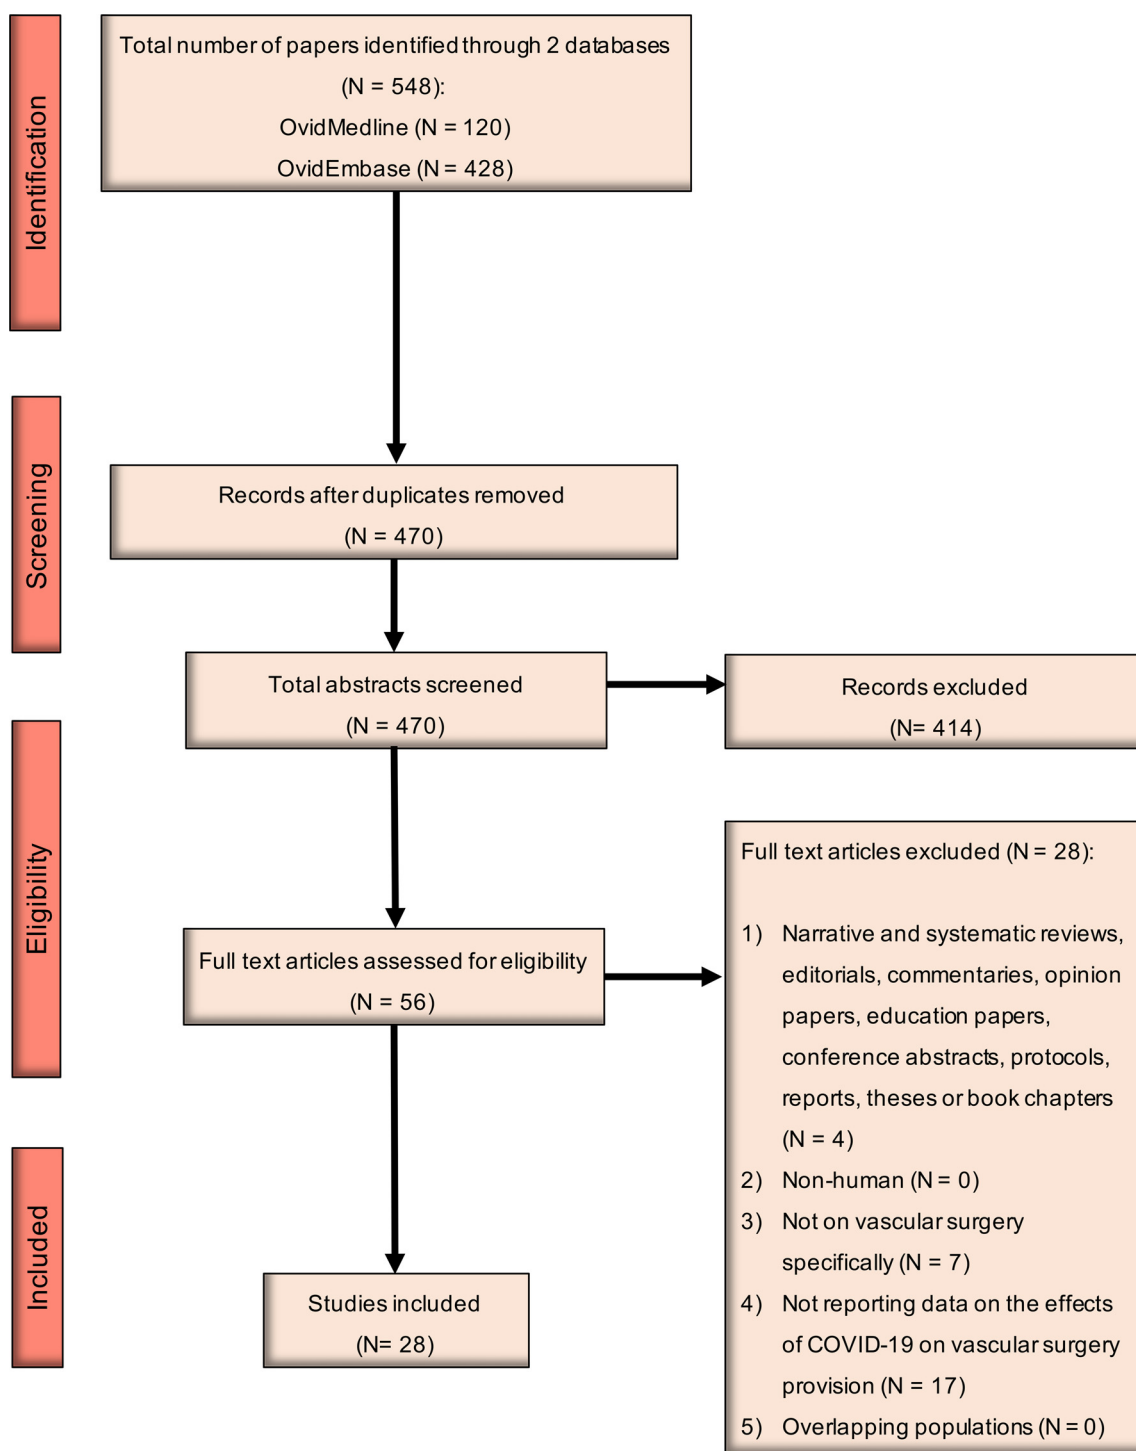 Identification
Total number of papers identified through 2 databases
(N = 548):
OvidMedline (N = 120)
OvidEmbase (N = 428)
Screening
Records after duplicates removed
(N = 470)
Total abstracts screened
(N = 470)
Records excluded
(N= 414)
Eligibility
Full text articles assessed for eligibility
(N = 56)
Full text articles excluded (N = 28):
1) Narrative and systematic reviews,
editorials, commentaries, opinion
papers, education papers,
conference abstracts, protocols,
reports, theses or book chapters
(N = 4)
2) Non-human (N = 0)
3) Not on vascular surgery
specifically (N = 7)
4) Not reporting data on the effects
of COVID-19 on vascular surgery
provision (N = 17)
5) Overlapping populations (N = 0)
Included
Studies included
(N= 28)